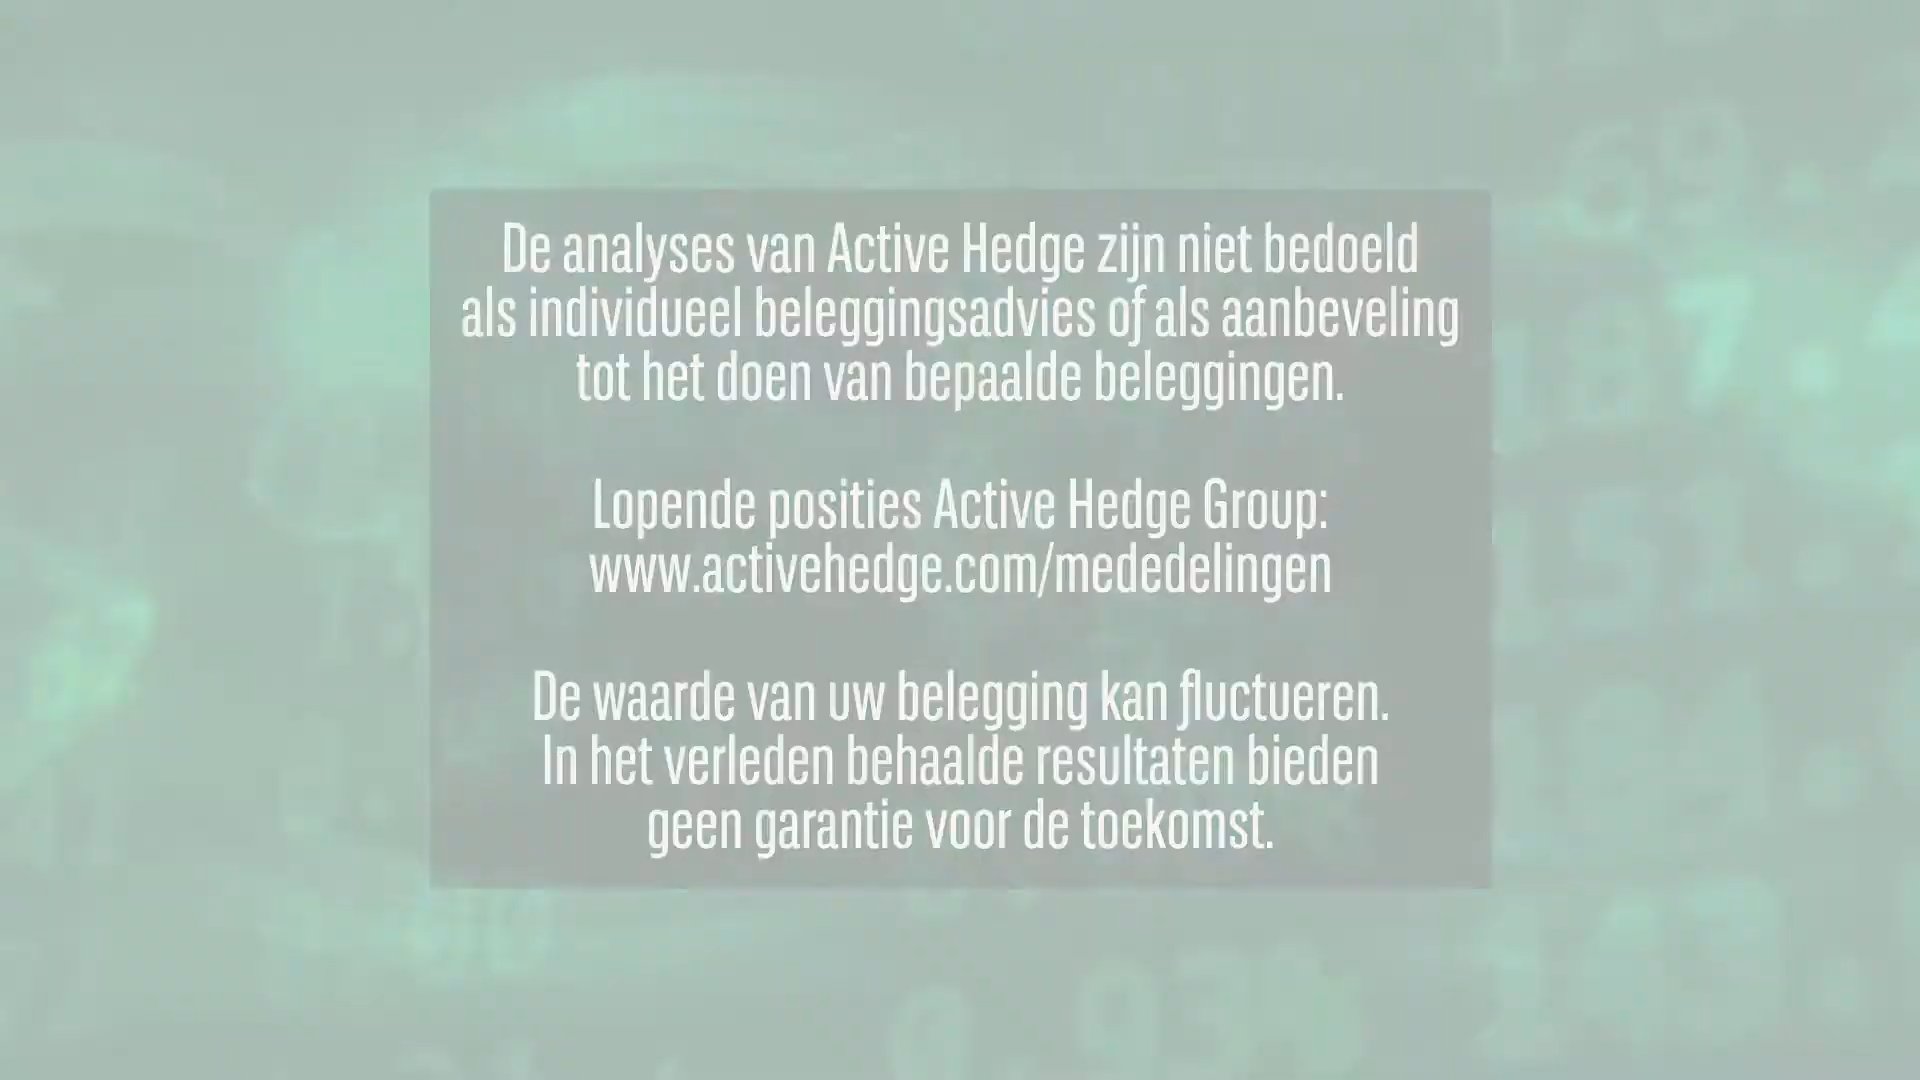 De analyses van Active Hedge zijn niet bedoeld
als individueel beleggingsadvies of als aanbeveling
tot het doen van bepaalde beleggingen.
Lopende posities Active Hedge Group:
www.activehedge.com/mededelingen
De waarde van uw belegging kan fluctueren.
In het verleden behaalde resultaten bieden
geen garantie voor de toekomst.